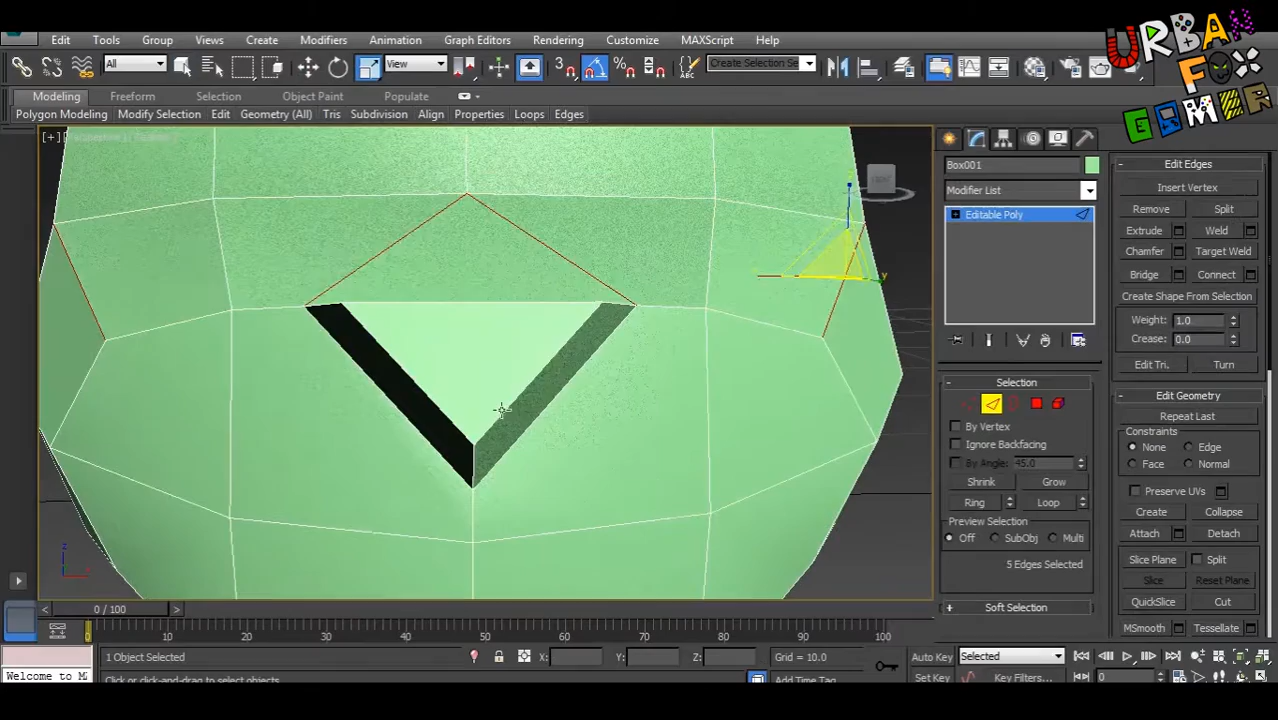 URBAN
FOX
GEMAR
Edit Tools Group Views Create Modifiers Animation Graph Editors Rendering Customize MAXScript Help
All View 3 ABC Create Selection Se
Modeling Freeform Selection Object Paint Populate
Polygon Modeling Modify Selection Edit Geometry (All) Tris Subdivision Align Properties Loops Edges
[+]
Box001
Modifier List
Editable Poly
Selection
By Vertex
Ignore Backfacing
By Angle: 45.0
Shrink Grow
Ring Loop
Preview Selection
Off SubObj Multi
5 Edges Selected
Soft Selection
Edit Edges
Insert Vertex
Remove Split
Extrude Weld
Chamfer Target Weld
Bridge Connect
Create Shape From Selection
Weight: 1.0
Crease: 0.0
Edit Tri. Turn
Edit Geometry
Repeat Last
Constraints
None Edge
Face Normal
Preserve UVs
Create Collapse
Attach Detach
Slice Plane Split
Slice Reset Plane
QuickSlice Cut
MSmooth Tessellate
z
y
z
< 0 / 100 >
0 10 20 30 40 50 60 70 80 90 100
1 Object Selected X: Y: Z: Grid = 10.0 Auto Key Selected
Welcome to M Click or click-and-drag to select objects Add Time Tag Set Key Key Filters... 0